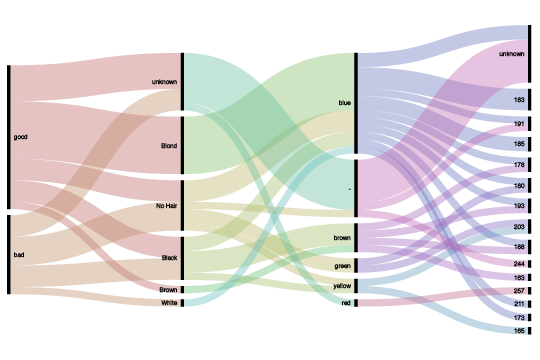 good
bad
unknown
Blond
No Hair
Black
Brown
White
blue
-
brown
green
yellow
red
unknown
183
191
185
178
180
193
203
188
244
163
257
211
173
165